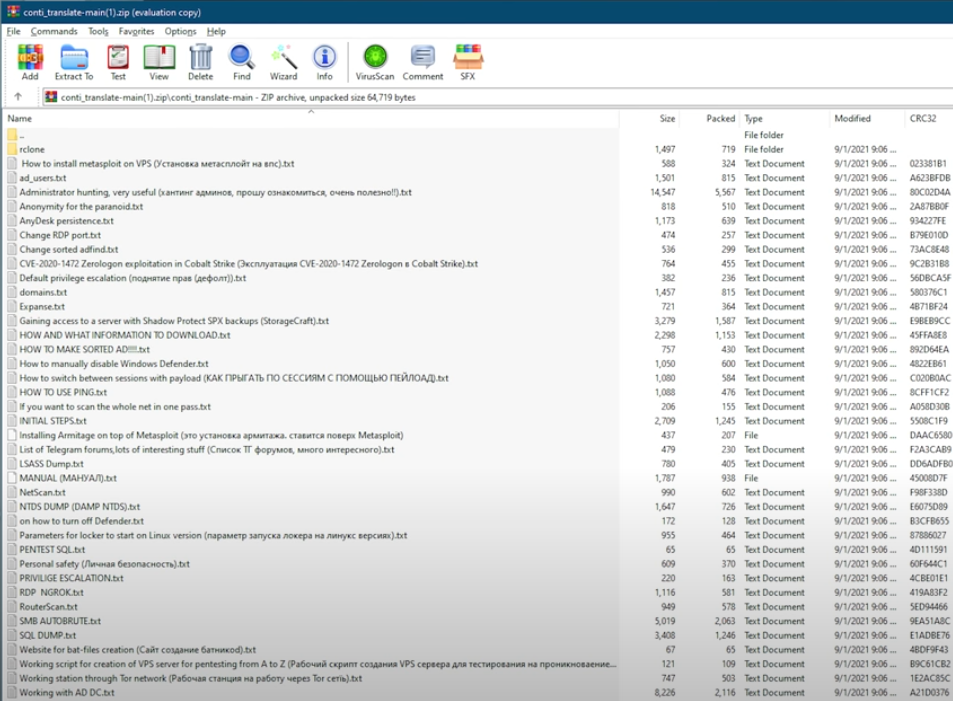 conti_translate-main(1).zip (evaluation copy)
File Commands Tools Favorites Options Help
Add Extract To Test View Delete Find Wizard Info VirusScan Comment SFX
conti_translate-main(1).zip\conti_translate-main - ZIP archive, unpacked size 64,719 bytes
Name Size Packed Type Modified CRC32
.. File folder
rclone 1,497 719 File folder 9/1/2021 9:06 ...
How to install metasploit on VPS (Установка метасплойт на впс).txt 588 324 Text Document 9/1/2021 9:06 ... 023381B1
ad_users.txt 1,501 815 Text Document 9/1/2021 9:06 ... A623BFDB
Administrator hunting, very useful (хантинг админов, прошу ознакомиться, очень полезно!!).txt 14,547 5,567 Text Document 9/1/2021 9:06 ... 80C02D4A
Anonymity for the paranoid.txt 818 510 Text Document 9/1/2021 9:06 ... 2A87BB0F
AnyDesk persistence.txt 1,173 639 Text Document 9/1/2021 9:06 ... 934227FE
Change RDP port.txt 474 257 Text Document 9/1/2021 9:06 ... B79E010D
Change sorted adfind.txt 536 299 Text Document 9/1/2021 9:06 ... 73AC8E48
CVE-2020-1472 Zerologon exploitation in Cobalt Strike (Эксплуатация CVE-2020-1472 Zerologon в Cobalt Strike).txt 764 455 Text Document 9/1/2021 9:06 ... 9C2B31B8
Default privilege escalation (поднятие прав (дефолт)).txt 382 236 Text Document 9/1/2021 9:06 ... 56DBCA5F
domains.txt 1,457 815 Text Document 9/1/2021 9:06 ... 580376C1
Expanse.txt 721 364 Text Document 9/1/2021 9:06 ... 4B71BF24
Gaining access to a server with Shadow Protect SPX backups (StorageCraft).txt 3,279 1,587 Text Document 9/1/2021 9:06 ... E9BEB9CC
HOW AND WHAT INFORMATION TO DOWNLOAD.txt 2,298 1,153 Text Document 9/1/2021 9:06 ... 45FFA8E8
HOW TO MAKE SORTED AD!!!!.txt 757 430 Text Document 9/1/2021 9:06 ... 892D64EA
How to manually disable Windows Defender.txt 1,050 600 Text Document 9/1/2021 9:06 ... 4822EB61
How to switch between sessions with payload (КАК ПРЫГАТЬ ПО СЕССИЯМ С ПОМОЩЬЮ ПЕЙЛОАД).txt 1,080 584 Text Document 9/1/2021 9:06 ... C020B0AC
HOW TO USE PING.txt 1,088 476 Text Document 9/1/2021 9:06 ... 8CFF1CF2
If you want to scan the whole net in one pass.txt 206 155 Text Document 9/1/2021 9:06 ... A058D30B
INITIAL STEPS.txt 2,709 1,245 Text Document 9/1/2021 9:06 ... 5508C1F9
Installing Armitage on top of Metasploit (это установка армитажа. ставится поверх Metasploit) 437 207 File 9/1/2021 9:06 ... DAAC6580
List of Telegram forums,lots of interesting stuff (Список ТГ форумов, много интересного).txt 479 230 Text Document 9/1/2021 9:06 ... F2A3CAB9
LSASS Dump.txt 780 405 Text Document 9/1/2021 9:06 ... DD6ADFB0
MANUAL (МАНУАЛ).txt 1,787 938 File 9/1/2021 9:06 ... 45008D7F
NetScan.txt 990 602 Text Document 9/1/2021 9:06 ... F98F338D
NTDS DUMP (DAMP NTDS).txt 1,647 726 Text Document 9/1/2021 9:06 ... E6075D89
on how to turn off Defender.txt 172 128 Text Document 9/1/2021 9:06 ... B3CFB655
Parameters for locker to start on Linux version (параметр запуска локера на линукс версиях).txt 955 464 Text Document 9/1/2021 9:06 ... 87886027
PENTEST SQL.txt 65 65 Text Document 9/1/2021 9:06 ... 4D111591
Personal safety (Личная безопасность).txt 609 370 Text Document 9/1/2021 9:06 ... 60F644C1
PRIVILIGE ESCALATION.txt 220 163 Text Document 9/1/2021 9:06 ... 4CBE01E1
RDP NGROK.txt 1,116 581 Text Document 9/1/2021 9:06 ... 419A83F2
RouterScan.txt 949 578 Text Document 9/1/2021 9:06 ... 5ED94466
SMB AUTOBRUTE.txt 5,019 2,063 Text Document 9/1/2021 9:06 ... 9EA51A8C
SQL DUMP.txt 3,408 1,246 Text Document 9/1/2021 9:06 ... E1ADBE76
Website for bat-files creation (Сайт создание батников).txt 67 65 Text Document 9/1/2021 9:06 ... 4BDF9F43
Working script for creation of VPS server for pentesting from A to Z (Рабочий скрипт создания VPS сервера для тестирования на проникновение... 121 109 Text Document 9/1/2021 9:06 ... B9C61CB2
Working station through Tor network (Рабочая станция на работу через Tor сеть).txt 747 503 Text Document 9/1/2021 9:06 ... 1E2AC85C
Working with AD DC.txt 8,226 2,116 Text Document 9/1/2021 9:06 ... A21D0376